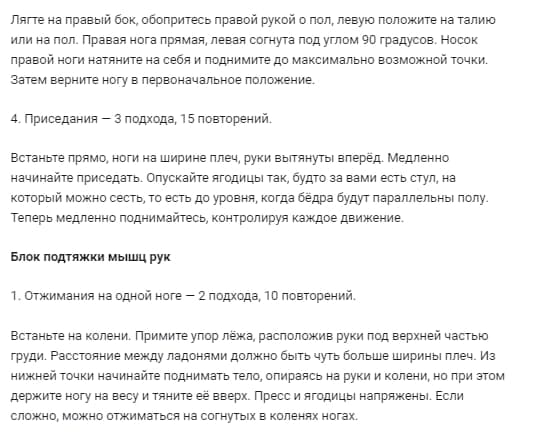 Лягте на правый бок, обопритесь правой рукой о пол, левую положите на талию
или на пол. Правая нога прямая, левая согнута под углом 90 градусов. Носок
правой ноги натяните на себя и поднимите до максимально возможной точки.
Затем верните ногу в первоначальное положение.
4. Приседания — 3 подхода, 15 повторений.
Встаньте прямо, ноги на ширине плеч, руки вытянуты вперёд. Медленно
начинайте приседать. Опускайте ягодицы так, будто за вами есть стул, на
который можно сесть, то есть до уровня, когда бёдра будут параллельны полу.
Теперь медленно поднимайтесь, контролируя каждое движение.
Блок подтяжки мышц рук
1. Отжимания на одной ноге — 2 подхода, 10 повторений.
Встаньте на колени. Примите упор лёжа, расположив руки под верхней частью
груди. Расстояние между ладонями должно быть чуть больше ширины плеч. Из
нижней точки начинайте поднимать тело, опираясь на руки и колени, но при этом
держите ногу на весу и тяните её вверх. Пресс и ягодицы напряжены. Если
сложно, можно отжиматься на согнутых в коленях ногах.